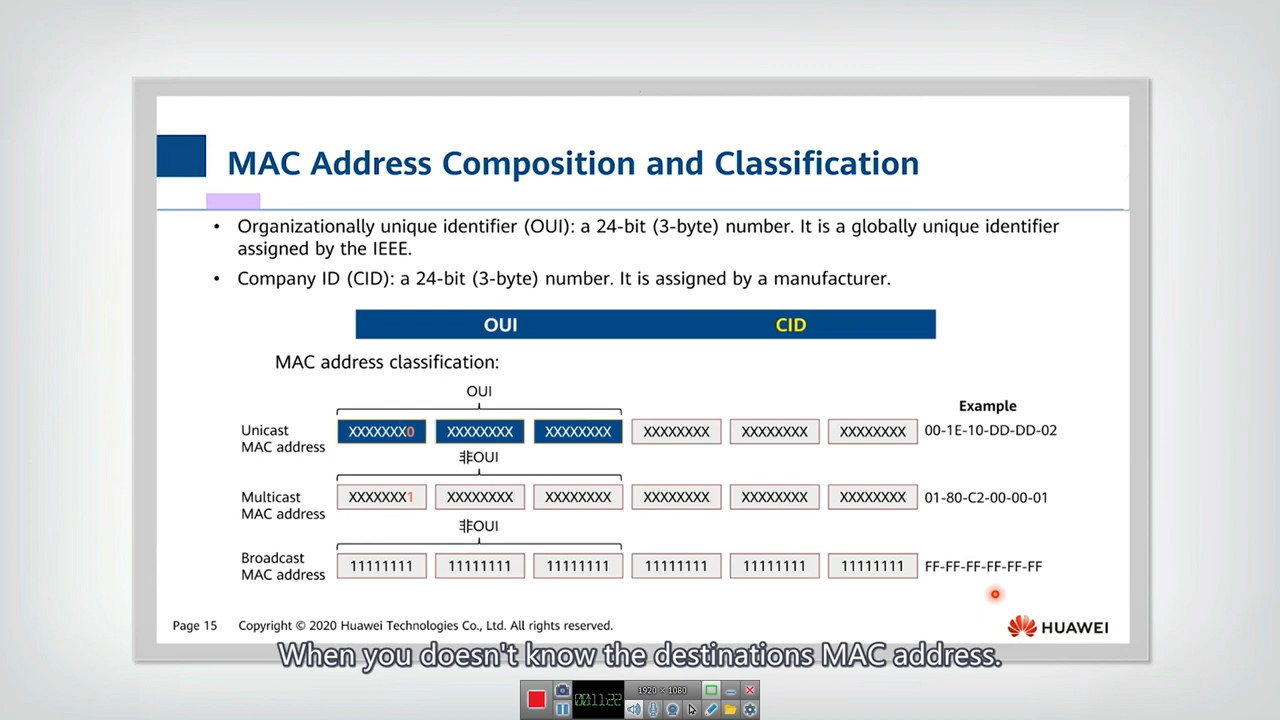 MAC Address Composition and Classification
• Organizationally unique identifier (OUI): a 24-bit (3-byte) number. It is a globally unique identifier
assigned by the IEEE.
• Company ID (CID): a 24-bit (3-byte) number. It is assigned by a manufacturer.
OUI CID
MAC address classification:
OUI
Example
Unicast
MAC address
XXXXXXX0 XXXXXXXX XXXXXXXX XXXXXXXX XXXXXXXX XXXXXXXX 00-1E-10-DD-DD-02
非OUI
Multicast
MAC address
XXXXXXX1 XXXXXXXX XXXXXXXX XXXXXXXX XXXXXXXX XXXXXXXX 01-80-C2-00-00-01
非OUI
Broadcast
MAC address
11111111 11111111 11111111 11111111 11111111 11111111 FF-FF-FF-FF-FF-FF
Page 15 Copyright © 2020 Huawei Technologies Co., Ltd. All rights reserved.
HUAWEI
When you doesn't know the destinations MAC address.
1920 × 1080